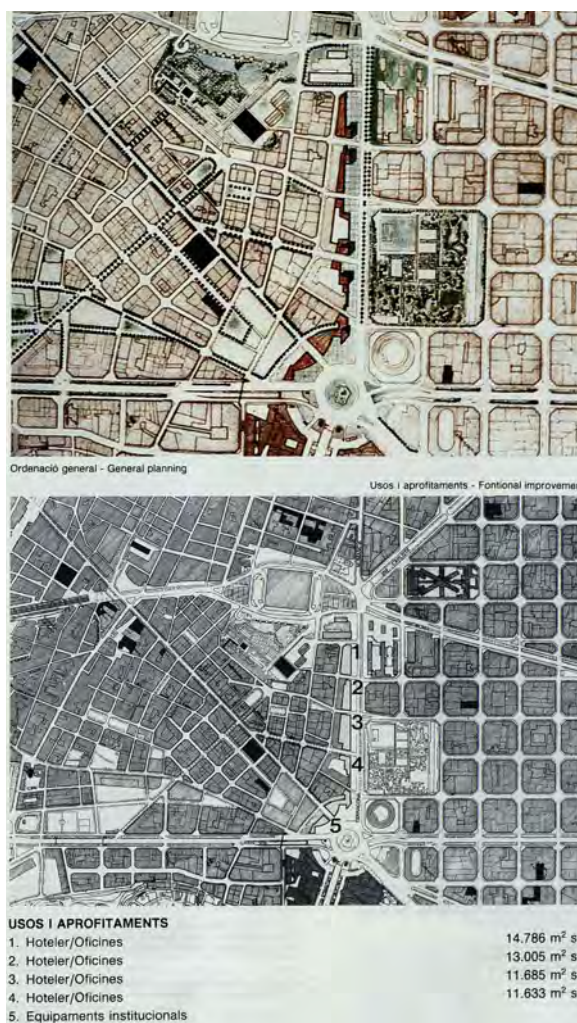 Ordenació general - General planning
Usos i aprofitaments - Fontional improvemen
1
2
3
4
5
USOS I APROFITAMENTS
1. Hoteler/Oficines 14.786 m² s
2. Hoteler/Oficines 13.005 m² s
3. Hoteler/Oficines 11.685 m² s
4. Hoteler/Oficines 11.633 m² s
5. Equipaments institucionals